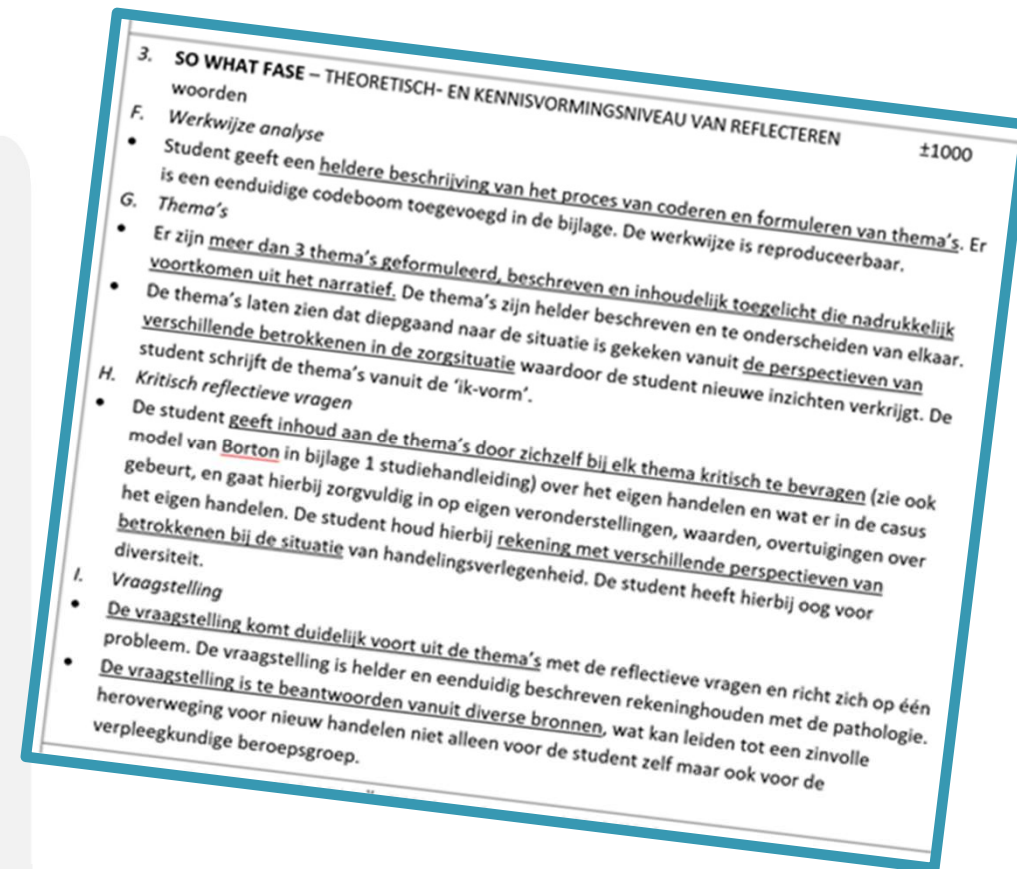 3. SO WHAT FASE – THEORETISCH- EN KENNISVORMINGSNIVEAU VAN REFLECTEREN ±1000
woorden
F. Werkwijze analyse
• Student geeft een heldere beschrijving van het proces van coderen en formuleren van thema's. Er
is een eenduidige codeboom toegevoegd in de bijlage. De werkwijze is reproduceerbaar.
G. Thema's
• Er zijn meer dan 3 thema's geformuleerd, beschreven en inhoudelijk toegelicht die nadrukkelijk
voortkomen uit het narratief. De thema's zijn helder beschreven en te onderscheiden van elkaar.
• De thema's laten zien dat diepgaand naar de situatie is gekeken vanuit de perspectieven van
verschillende betrokkenen in de zorgsituatie waardoor de student nieuwe inzichten verkrijgt. De
student schrijft de thema's vanuit de 'ik-vorm'.
H. Kritisch reflectieve vragen
• De student geeft inhoud aan de thema's door zichzelf bij elk thema kritisch te bevragen (zie ook
model van Borton in bijlage 1 studiehandleiding) over het eigen handelen en wat er in de casus
gebeurt, en gaat hierbij zorgvuldig in op eigen veronderstellingen, waarden, overtuigingen over
het eigen handelen. De student houd hierbij rekening met verschillende perspectieven van
betrokkenen bij de situatie van handelingsverlegenheid. De student heeft hierbij oog voor
diversiteit.
I. Vraagstelling
• De vraagstelling komt duidelijk voort uit de thema's met de reflectieve vragen en richt zich op één
probleem. De vraagstelling is helder en eenduidig beschreven rekeninghouden met de pathologie.
• De vraagstelling is te beantwoorden vanuit diverse bronnen, wat kan leiden tot een zinvolle
heroverweging voor nieuw handelen niet alleen voor de student zelf maar ook voor de
verpleegkundige beroepsgroep.